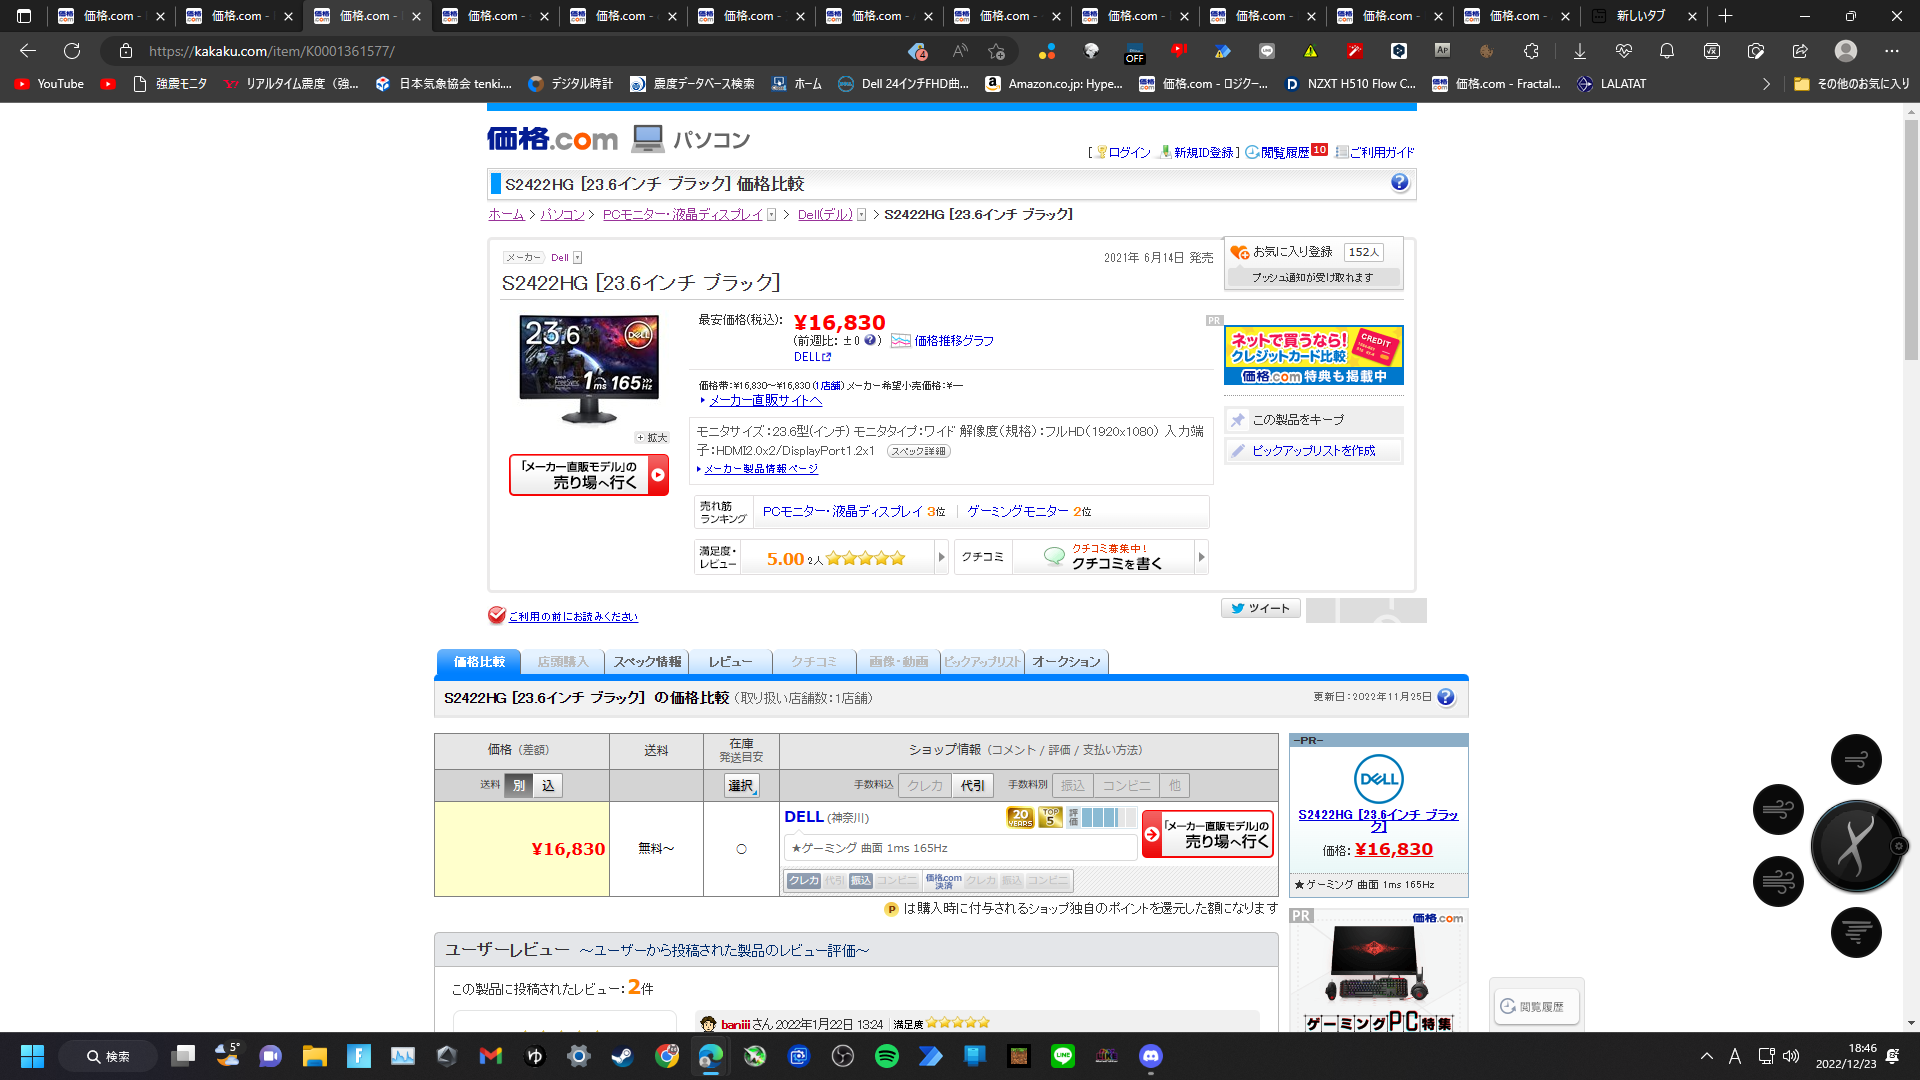 価格.com -
価格.com -
価格.com -
価格.com -
価格.com -
価格.com -
価格.com -
価格.com -
価格.com -
価格.com -
価格.com -
価格.com -
新しいタブ
https://kakaku.com/item/K0001361577/
4
OFF
AP
YouTube
強震モニタ
リアルタイム震度（強...
日本気象協会 tenki....
デジタル時計
震度データベース検索
ホーム
Dell 24インチFHD曲...
Amazon.co.jp: Hype...
価格.com - ロジクー...
NZXT H510 Flow C...
価格.com - Fractal...
LALATAT
その他のお気に入り
価格.com パソコン
[ ログイン 新規ID登録 ] 閲覧履歴 10 ご利用ガイド
S2422HG [23.6インチ ブラック] 価格比較
ホーム > パソコン > PCモニター・液晶ディスプレイ > Dell(デル) > S2422HG [23.6インチ ブラック]
メーカー Dell
2021年 6月14日 発売
S2422HG [23.6インチ ブラック]
お気に入り登録 152人
プッシュ通知が受け取れます
23.6
DELL
FreeSync 1ms 165Hz
+ 拡大
「メーカー直販モデル」の
売り場へ行く
最安価格(税込)： ¥16,830
(前週比：±0 ) 価格推移グラフ
DELL
価格帯：¥16,830～¥16,830 (1店舗) メーカー希望小売価格：¥―
メーカー直販サイトへ
モニタサイズ：23.6型(インチ) モニタタイプ：ワイド 解像度(規格)：フルHD(1920x1080) 入力端
子：HDMI2.0x2/DisplayPort1.2x1 スペック詳細
メーカー製品情報ページ
売れ筋
ランキング
PCモニター・液晶ディスプレイ 3位 | ゲーミングモニター 2位
満足度・
レビュー
5.00 2人
クチコミ
クチコミ募集中！
クチコミを書く
PR
ネットで買うなら!
クレジットカード比較
CREDIT
価格.com 特典も掲載中
この製品をキープ
ピックアップリストを作成
ご利用の前にお読みください
ツイート
価格比較
店頭購入
スペック情報
レビュー
クチコミ
画像・動画
ピックアップリスト
オークション
S2422HG [23.6インチ ブラック] の価格比較 (取り扱い店舗数：1店舗)
更新日：2022年11月25日
価格（差額）
送料
在庫
発送目安
ショップ情報（コメント / 評価 / 支払い方法）
送料 別 込
選択
手数料込 クレカ 代引 手数料別 振込 コンビニ 他
¥16,830
無料～
○
DELL (神奈川)
20 YEARS
TOP 5
評価
★ゲーミング 曲面 1ms 165Hz
「メーカー直販モデル」の
売り場へ行く
クレカ 代引 振込 コンビニ 価格.com 決済 クレカ 振込 コンビニ
P は購入時に付与されるショップ独自のポイントを還元した額になります
-PR-
DELL
S2422HG [23.6インチ ブラッ
ク]
価格： ¥16,830
★ゲーミング 曲面 1ms 165Hz
PR 価格.com
ゲーミングPC特集
ユーザーレビュー ～ユーザーから投稿された製品のレビュー評価～
この製品に投稿されたレビュー：2件
baniiiさん 2022年1月22日 13:24 満足度
閲覧履歴
検索
5°
A
18:46
2022/12/23